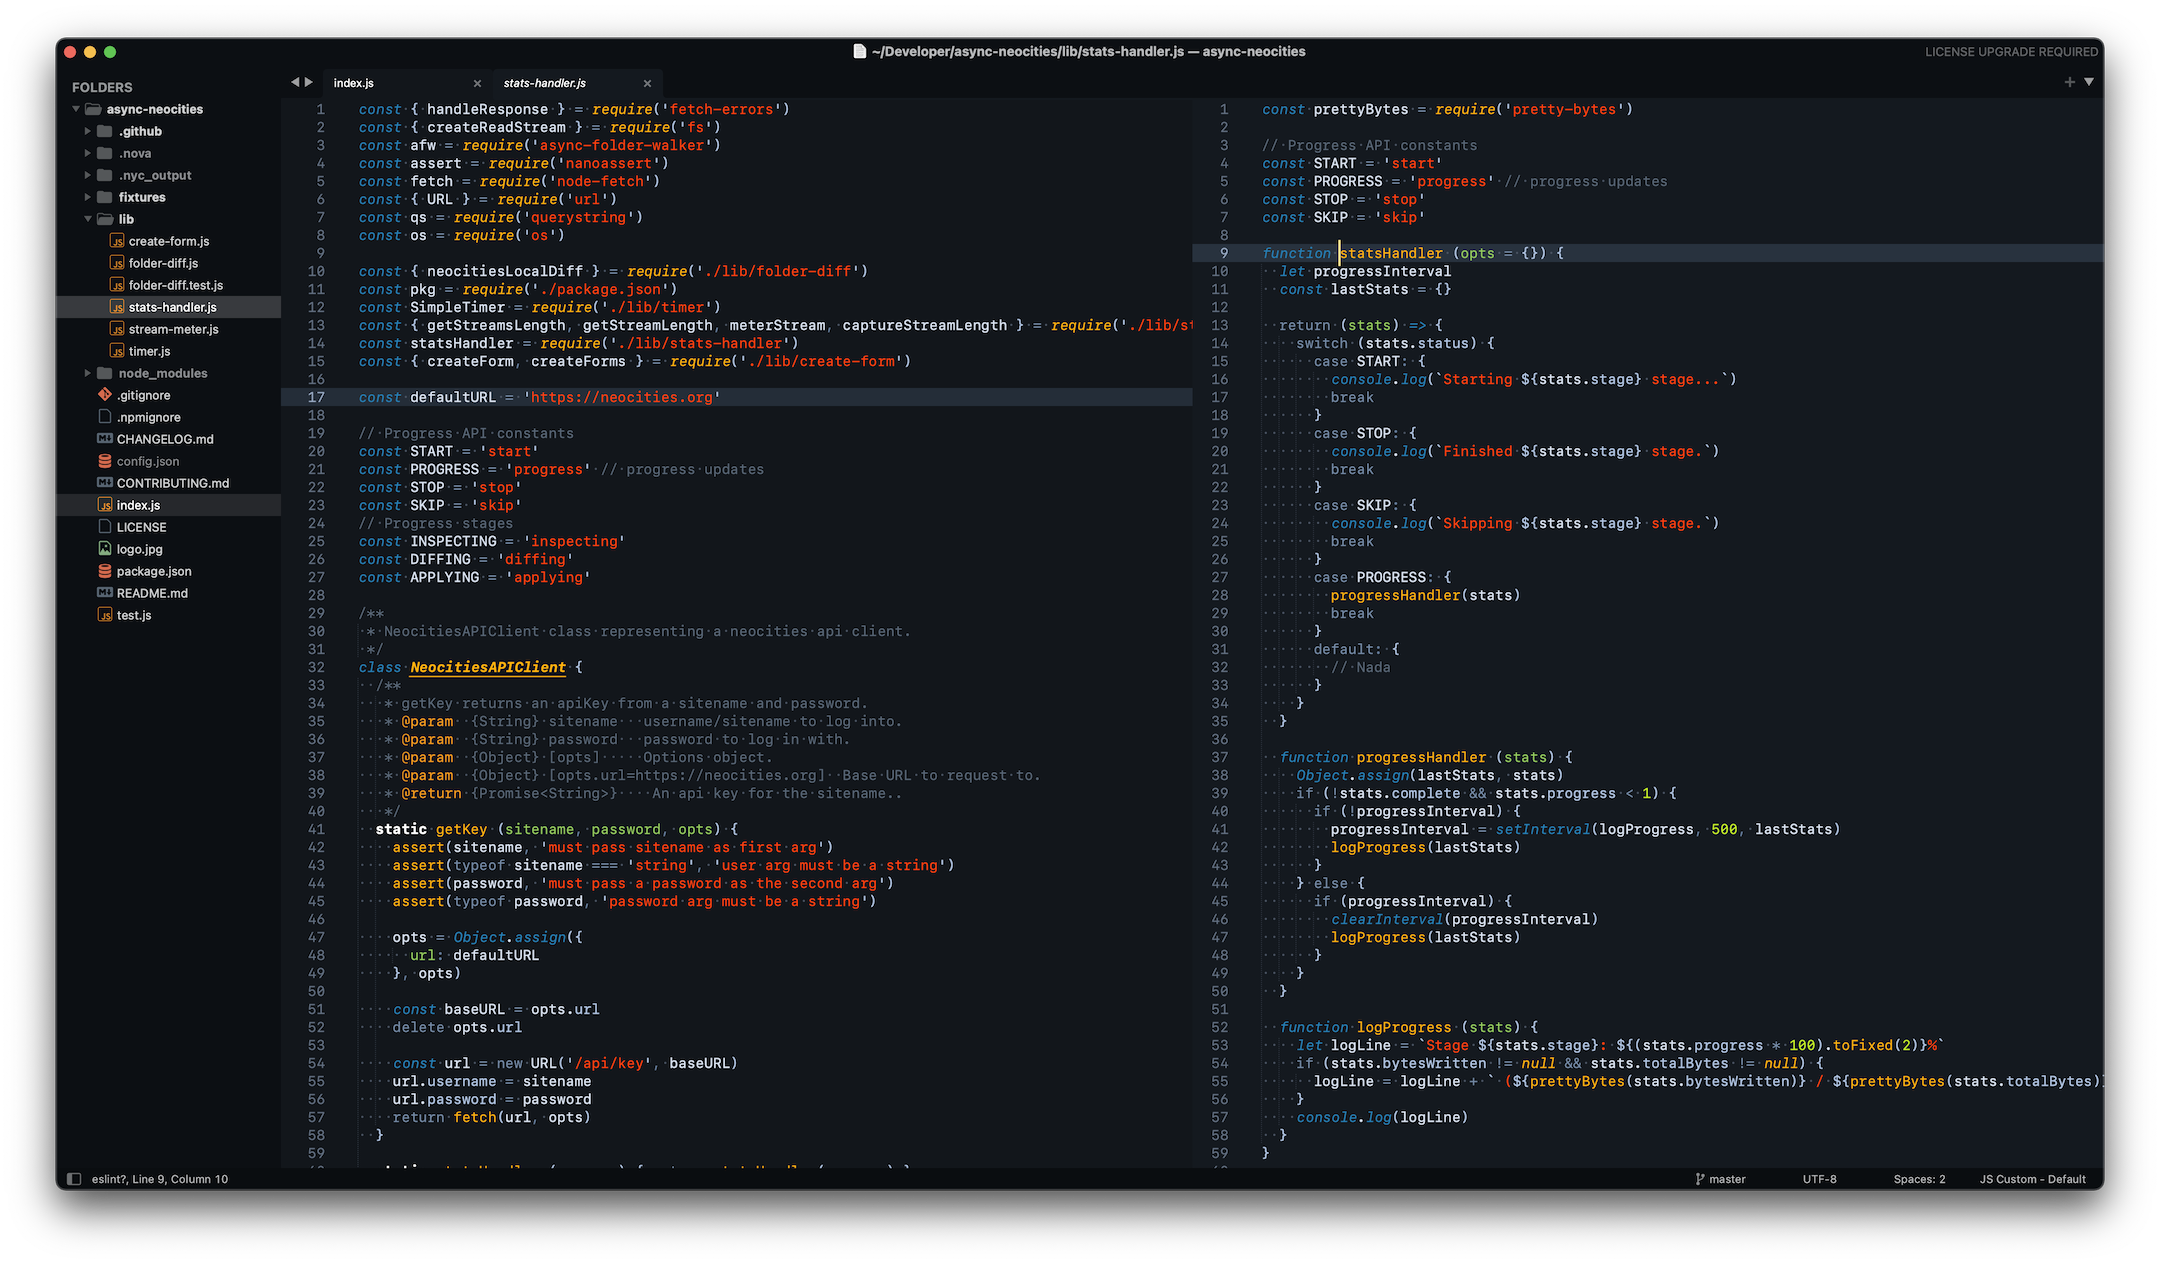 ~/Developer/async-neocities/lib/stats-handler.js — async-neocities
LICENSE UPGRADE REQUIRED
FOLDERS
async-neocities
.github
.nova
.nyc_output
fixtures
lib
create-form.js
folder-diff.js
folder-diff.test.js
stats-handler.js
stream-meter.js
timer.js
node_modules
.gitignore
.npmignore
CHANGELOG.md
config.json
CONTRIBUTING.md
index.js
LICENSE
logo.jpg
package.json
README.md
test.js
index.js
stats-handler.js
1 const { handleResponse } = require('fetch-errors')
2 const { createReadStream } = require('fs')
3 const afw = require('async-folder-walker')
4 const assert = require('nanoassert')
5 const fetch = require('node-fetch')
6 const { URL } = require('url')
7 const qs = require('querystring')
8 const os = require('os')
9
10 const { neocitiesLocalDiff } = require('./lib/folder-diff')
11 const pkg = require('./package.json')
12 const SimpleTimer = require('./lib/timer')
13 const { getStreamsLength, getStreamLength, meterStream, captureStreamLength } = require('./lib/st
14 const statsHandler = require('./lib/stats-handler')
15 const { createForm, createForms } = require('./lib/create-form')
16
17 const defaultURL = 'https://neocities.org'
18
19 // Progress API constants
20 const START = 'start'
21 const PROGRESS = 'progress' // progress updates
22 const STOP = 'stop'
23 const SKIP = 'skip'
24 // Progress stages
25 const INSPECTING = 'inspecting'
26 const DIFFING = 'diffing'
27 const APPLYING = 'applying'
28
29 /**
30 * NeocitiesAPIClient class representing a neocities api client.
31 */
32 class NeocitiesAPIClient {
33 /**
34 * getKey returns an apiKey from a sitename and password.
35 * @param {String} sitename username/sitename to log into.
36 * @param {String} password password to log in with.
37 * @param {Object} [opts] Options object.
38 * @param {Object} [opts.url=https://neocities.org] Base URL to request to.
39 * @return {Promise<String>} An api key for the sitename..
40 */
41 static getKey (sitename, password, opts) {
42 assert(sitename, 'must pass sitename as first arg')
43 assert(typeof sitename === 'string', 'user arg must be a string')
44 assert(password, 'must pass a password as the second arg')
45 assert(typeof password, 'password arg must be a string')
46
47 opts = Object.assign({
48 url: defaultURL
49 }, opts)
50
51 const baseURL = opts.url
52 delete opts.url
53
54 const url = new URL('/api/key', baseURL)
55 url.username = sitename
56 url.password = password
57 return fetch(url, opts)
58 }
59
1 const prettyBytes = require('pretty-bytes')
2
3 // Progress API constants
4 const START = 'start'
5 const PROGRESS = 'progress' // progress updates
6 const STOP = 'stop'
7 const SKIP = 'skip'
8
9 function statsHandler (opts = {}) {
10 let progressInterval
11 const lastStats = {}
12
13 return (stats) => {
14 switch (stats.status) {
15 case START: {
16 console.log(`Starting ${stats.stage} stage...`)
17 break
18 }
19 case STOP: {
20 console.log(`Finished ${stats.stage} stage.`)
21 break
22 }
23 case SKIP: {
24 console.log(`Skipping ${stats.stage} stage.`)
25 break
26 }
27 case PROGRESS: {
28 progressHandler(stats)
29 break
30 }
31 default: {
32 // Nada
33 }
34 }
35 }
36
37 function progressHandler (stats) {
38 Object.assign(lastStats, stats)
39 if (!stats.complete && stats.progress < 1) {
40 if (!progressInterval) {
41 progressInterval = setInterval(logProgress, 500, lastStats)
42 logProgress(lastStats)
43 }
44 } else {
45 if (progressInterval) {
46 clearInterval(progressInterval)
47 logProgress(lastStats)
48 }
49 }
50 }
51
52 function logProgress (stats) {
53 let logLine = `Stage ${stats.stage}: ${(stats.progress * 100).toFixed(2)}%`
54 if (stats.bytesWritten != null && stats.totalBytes != null) {
55 logLine = logLine + ` (${prettyBytes(stats.bytesWritten)} / ${prettyBytes(stats.totalBytes)
56 }
57 console.log(logLine)
58 }
59 }
eslint?, Line 9, Column 10
master
UTF-8
Spaces: 2
JS Custom - Default